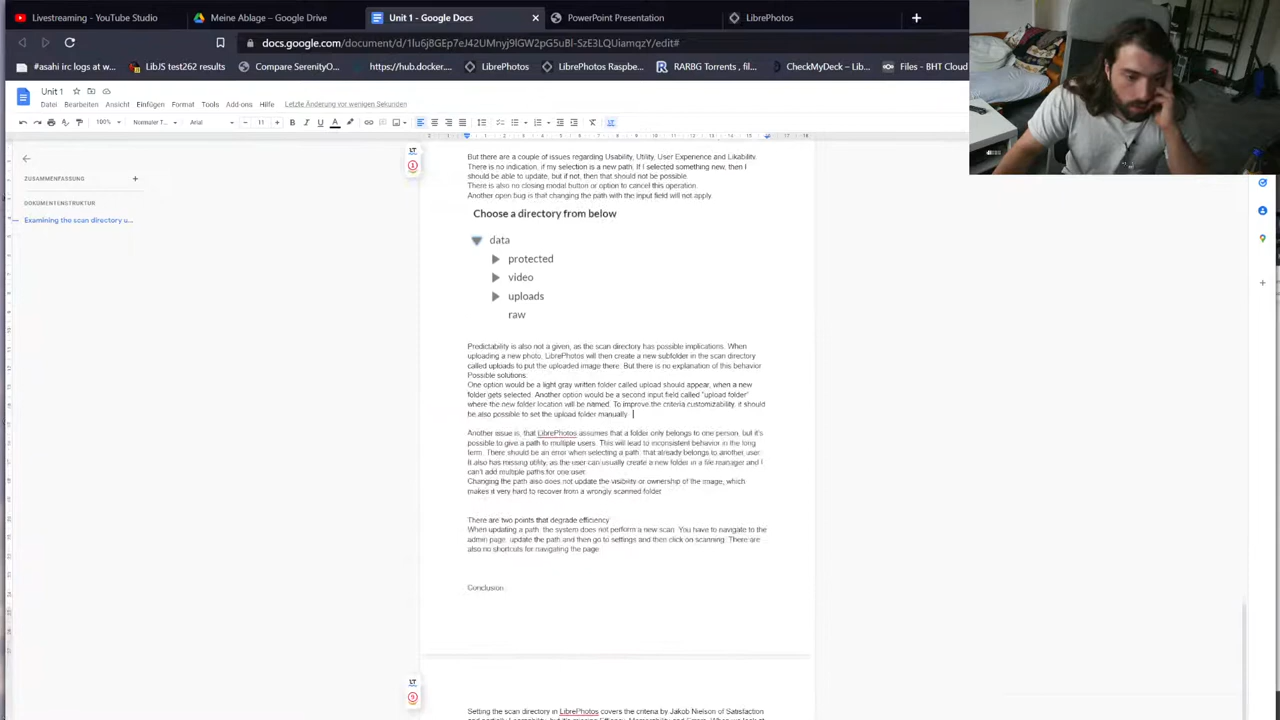 Livestreaming - YouTube Studio
Meine Ablage – Google Drive
Unit 1 - Google Docs
PowerPoint Presentation
LibrePhotos
docs.google.com/document/d/1lu6j8GEp7eJ42UMnyj9lGW2pG5uBl-SzE3LQUiamqzY/edit#
#asahi irc logs at w...
LibJS test262 results
Compare SerenityO...
https://hub.docker...
LibrePhotos
LibrePhotos Raspbe...
RARBG Torrents , fil...
CheckMyDeck – Lib...
Files - BHT Cloud
Unit 1
Datei Bearbeiten Ansicht Einfügen Format Tools Add-ons Hilfe Letzte Änderung vor wenigen Sekunden
100% Normaler T... Arial 11
ZUSAMMENFASSUNG
DOKUMENTENSTRUKTUR
Examining the scan directory u...
But there are a couple of issues regarding Usability, Utility, User Experience and Likability.
There is no indication, if my selection is a new path. If I selected something new, then I
should be able to update, but if not, then that should not be possible.
There is also no closing modal button or option to cancel this operation.
Another open bug is that changing the path with the input field will not apply.
Choose a directory from below
data
protected
video
uploads
raw
Predictability is also not a given, as the scan directory has possible implications. When
uploading a new photo, LibrePhotos will then create a new subfolder in the scan directory
called uploads to put the uploaded image there. But there is no explanation of this behavior
Possible solutions:
One option would be a light gray written folder called upload should appear, when a new
folder gets selected. Another option would be a second input field called "upload folder"
where the new folder location will be named. To improve the criteria customizability, it should
be also possible to set the upload folder manually.
Another issue is, that LibrePhotos assumes that a folder only belongs to one person, but it's
possible to give a path to multiple users. This will lead to inconsistent behavior in the long
term. There should be an error when selecting a path, that already belongs to another, user.
It also has missing utility, as the user can usually create a new folder in a file manager and I
can't add multiple paths for one user.
Changing the path also does not update the visibility or ownership of the image, which
makes it very hard to recover from a wrongly scanned folder.
There are two points that degrade efficiency
When updating a path, the system does not perform a new scan. You have to navigate to the
admin page, update the path and then go to settings and then click on scanning. There are
also no shortcuts for navigating the page.
Conclusion:
Setting the scan directory in LibrePhotos covers the criteria by Jakob Nielson of Satisfaction